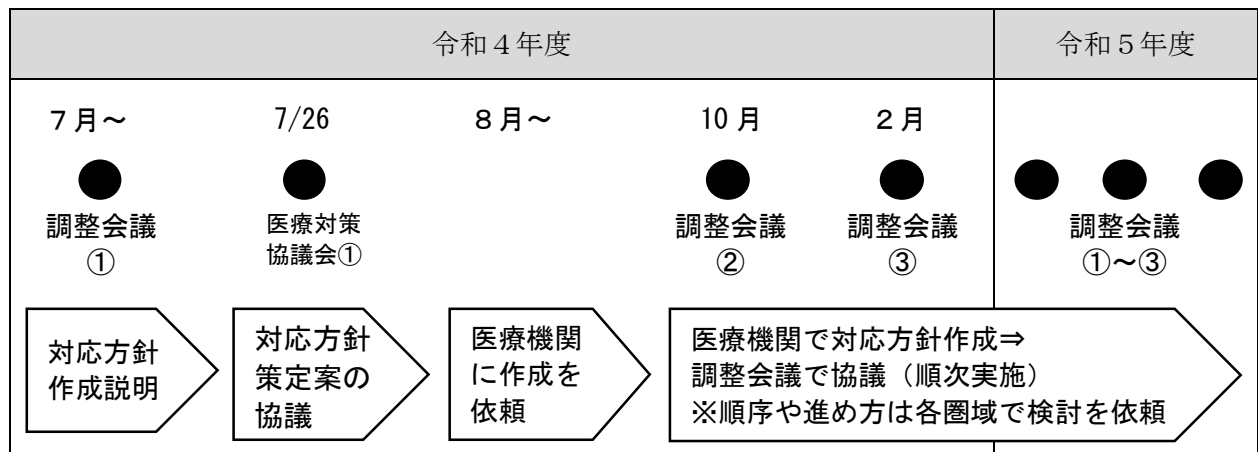 令和４年度
令和５年度
７月～
7/26
８月～
10 月
２月
調整会議
①
医療対策
協議会①
調整会議
②
調整会議
③
調整会議
①～③
対応方針
作成説明
対応方針
策定案の
協議
医療機関
に作成を
依頼
医療機関で対応方針作成⇒
調整会議で協議（順次実施）
※順序や進め方は各圏域で検討を依頼